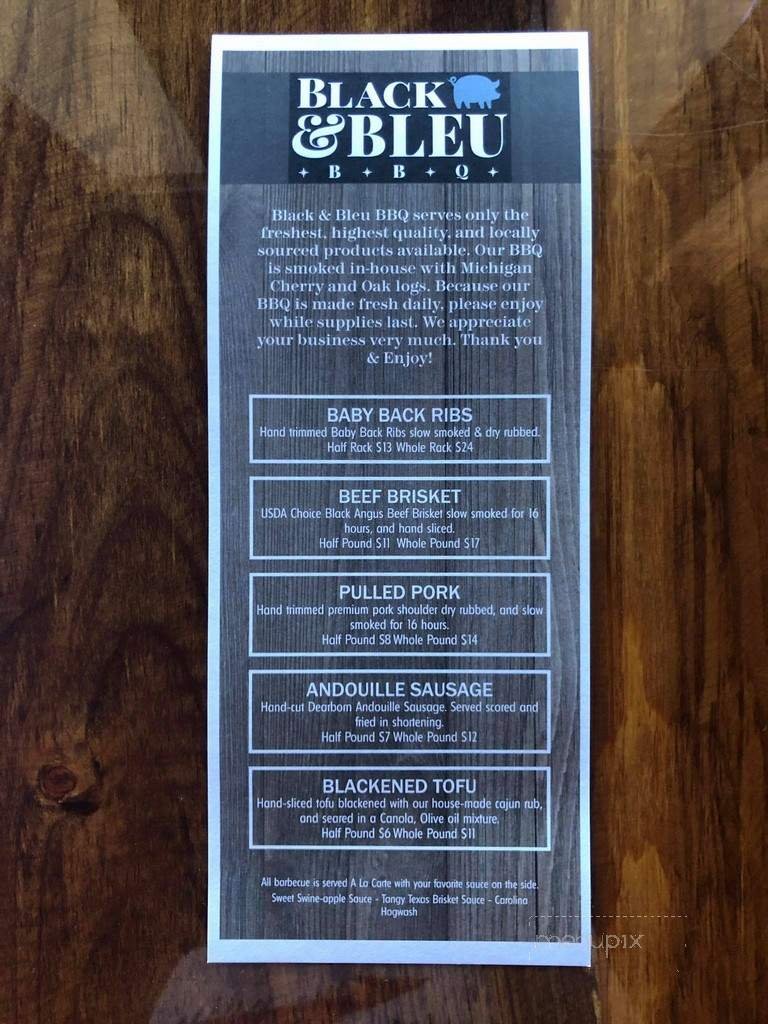 BLACK
&BLEU
B B Q
Black & Bleu BBQ serves only the
freshest, highest quality, and locally
sourced products available. Our BBQ
is smoked in-house with Michigan
Cherry and Oak logs. Because our
BBQ is made fresh daily, please enjoy
while supplies last. We appreciate
your business very much. Thank you
& Enjoy!
BABY BACK RIBS
Hand trimmed Baby Back Ribs slow smoked & dry rubbed.
Half Rack $13 Whole Rack $24
BEEF BRISKET
USDA Choice Black Angus Beef Brisket slow smoked for 16
hours, and hand sliced.
Half Pound $11 Whole Pound $17
PULLED PORK
Hand trimmed premium pork shoulder dry rubbed, and slow
smoked for 16 hours.
Half Pound $8 Whole Pound $14
ANDOUILLE SAUSAGE
Hand-cut Dearborn Andouille Sausage. Served scored and
fried in shortening.
Half Pound $7 Whole Pound $12
BLACKENED TOFU
Hand-sliced tofu blackened with our house-made cajun rub,
and seared in a Canola, Olive oil mixture.
Half Pound $6 Whole Pound $11
All barbecue is served A La Carte with your favorite sauce on the side.
Sweet Swine-apple Sauce - Tangy Texas Brisket Sauce - Carolina
Hogwash
menupix